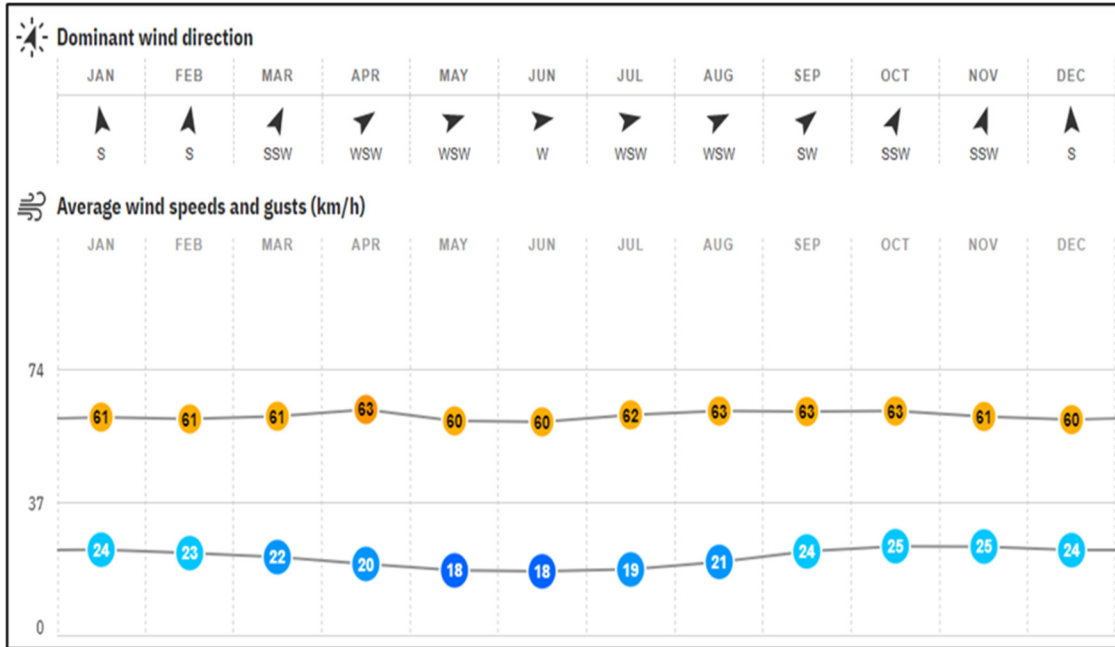 Dominant wind direction
JAN FEB MAR APR MAY JUN JUL AUG SEP OCT NOV DEC
S S SSW WSW WSW W WSW WSW SW SSW SSW S
Average wind speeds and gusts (km/h)
JAN FEB MAR APR MAY JUN JUL AUG SEP OCT NOV DEC
74
61 61 61 63 60 60 62 63 63 63 61 60
37
24 23 22 20 18 18 19 21 24 25 25 24
0